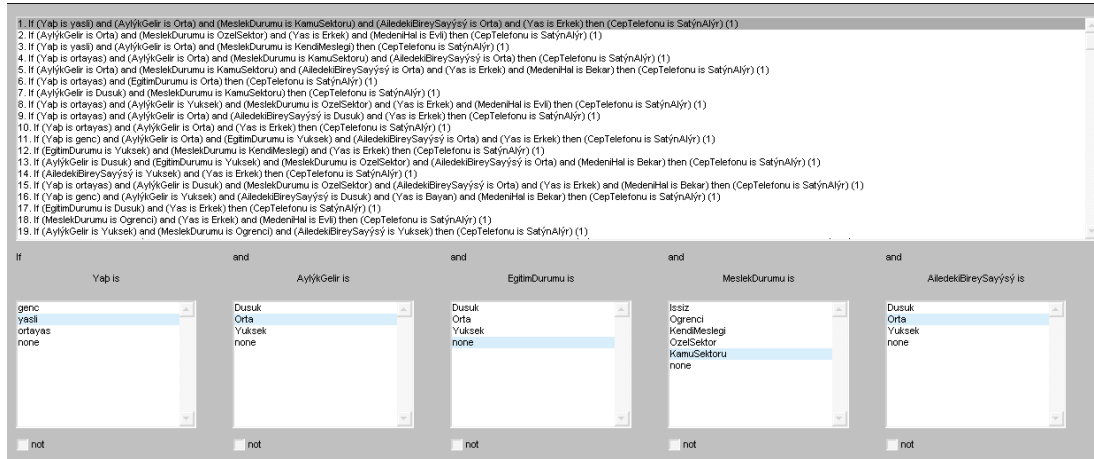 1. If (Yaþ is yasli) and (AylýkGelir is Orta) and (MeslekDurumu is KamuSektoru) and (AiledekiBireySayýsý is Orta) and (Yas is Erkek) then (CepTelefonu is SatýnAlýr) (1)
2. If (AylýkGelir is Orta) and (MeslekDurumu is OzelSektor) and (Yas is Erkek) and (MedeniHal is Evli) then (CepTelefonu is SatýnAlýr) (1)
3. If (Yaþ is yasli) and (AylýkGelir is Orta) and (MeslekDurumu is KendiMeslegi) then (CepTelefonu is SatýnAlýr) (1)
4. If (Yaþ is ortayas) and (AylýkGelir is Orta) and (MeslekDurumu is KamuSektoru) and (AiledekiBireySayýsý is Orta) then (CepTelefonu is SatýnAlýr) (1)
5. If (AylýkGelir is Orta) and (MeslekDurumu is KamuSektoru) and (AiledekiBireySayýsý is Orta) and (Yas is Erkek) and (MedeniHal is Bekar) then (CepTelefonu is SatýnAlýr) (1)
6. If (Yaþ is ortayas) and (EgitimDurumu is Orta) then (CepTelefonu is SatýnAlýr) (1)
7. If (AylýkGelir is Dusuk) and (MeslekDurumu is KamuSektoru) then (CepTelefonu is SatýnAlýr) (1)
8. If (Yaþ is ortayas) and (AylýkGelir is Yuksek) and (MeslekDurumu is OzelSektor) and (Yas is Erkek) and (MedeniHal is Evli) then (CepTelefonu is SatýnAlýr) (1)
9. If (Yaþ is ortayas) and (AylýkGelir is Orta) and (AiledekiBireySayýsý is Dusuk) and (Yas is Erkek) then (CepTelefonu is SatýnAlýr) (1)
10. If (Yaþ is ortayas) and (AylýkGelir is Orta) and (Yas is Erkek) then (CepTelefonu is SatýnAlýr) (1)
11. If (Yaþ is genc) and (AylýkGelir is Orta) and (EgitimDurumu is Yuksek) and (AiledekiBireySayýsý is Orta) and (Yas is Erkek) then (CepTelefonu is SatýnAlýr) (1)
12. If (EgitimDurumu is Yuksek) and (MeslekDurumu is KendiMeslegi) and (Yas is Erkek) then (CepTelefonu is SatýnAlýr) (1)
13. If (AylýkGelir is Dusuk) and (EgitimDurumu is Yuksek) and (MeslekDurumu is OzelSektor) and (AiledekiBireySayýsý is Orta) and (MedeniHal is Bekar) then (CepTelefonu is SatýnAlýr) (1)
14. If (AiledekiBireySayýsý is Yuksek) and (Yas is Erkek) then (CepTelefonu is SatýnAlýr) (1)
15. If (Yaþ is ortayas) and (AylýkGelir is Dusuk) and (MeslekDurumu is OzelSektor) and (AiledekiBireySayýsý is Orta) and (Yas is Erkek) and (MedeniHal is Bekar) then (CepTelefonu is SatýnAlýr) (1)
16. If (Yaþ is genc) and (AylýkGelir is Yuksek) and (AiledekiBireySayýsý is Dusuk) and (Yas is Bayan) and (MedeniHal is Bekar) then (CepTelefonu is SatýnAlýr) (1)
17. If (EgitimDurumu is Dusuk) and (Yas is Erkek) then (CepTelefonu is SatýnAlýr) (1)
18. If (MeslekDurumu is Ogrenci) and (Yas is Erkek) and (MedeniHal is Evli) then (CepTelefonu is SatýnAlýr) (1)
19. If (AylýkGelir is Yuksek) and (MeslekDurumu is Ogrenci) and (AiledekiBireySayýsý is Yuksek) then (CepTelefonu is SatýnAlýr) (1)
If and and and and
Yaþ is AylýkGelir is EgitimDurumu is MeslekDurumu is AiledekiBireySayýsý is
genc Dusuk Dusuk Issiz Dusuk
yasli Orta Orta Ogrenci Orta
ortayas Yuksek Yuksek KendiMeslegi Yuksek
none none none OzelSektor none
KamuSektoru
none
not not not not not